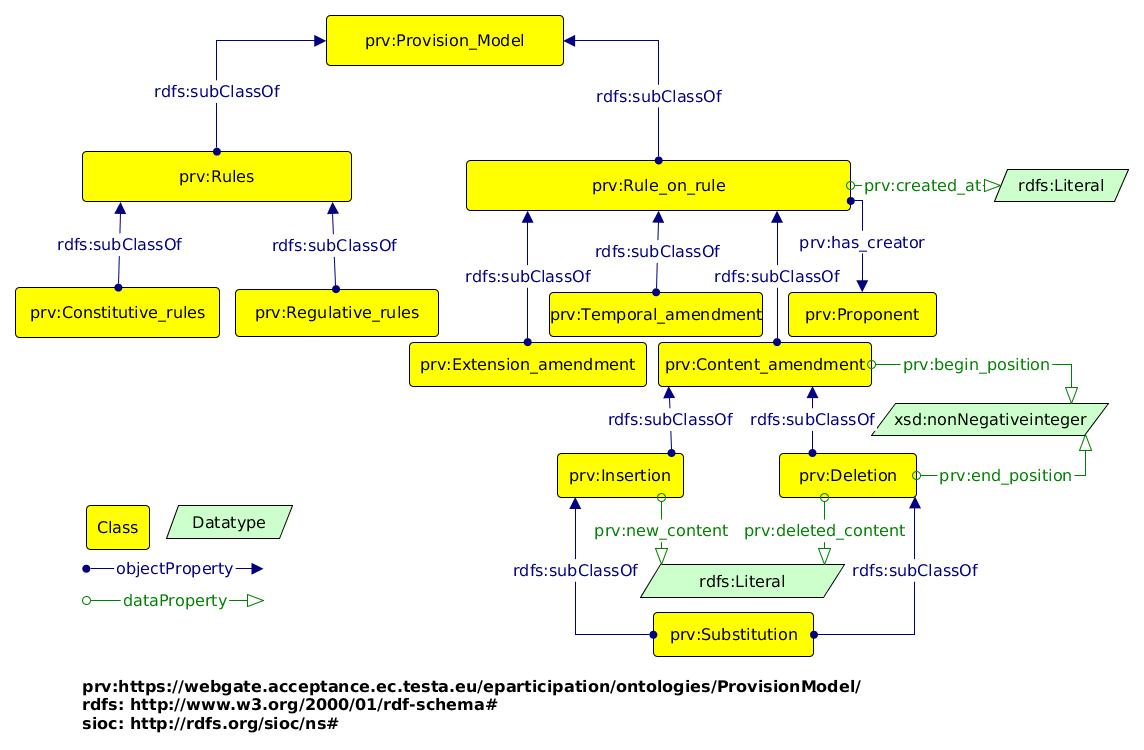 prv:Provision_Model
rdfs:subClassOf
rdfs:subClassOf
prv:Rules
prv:Rule_on_rule
prv:created_at
rdfs:Literal
rdfs:subClassOf
rdfs:subClassOf
rdfs:subClassOf
rdfs:subClassOf
rdfs:subClassOf
prv:has_creator
prv:Constitutive_rules
prv:Regulative_rules
prv:Temporal_amendment
prv:Proponent
prv:Extension_amendment
prv:Content_amendment
prv:begin_position
rdfs:subClassOf
rdfs:subClassOf
xsd:nonNegativeinteger
prv:Insertion
prv:Deletion
prv:end_position
Class
Datatype
prv:new_content
prv:deleted_content
objectProperty
rdfs:subClassOf
rdfs:Literal
rdfs:subClassOf
dataProperty
prv:Substitution
prv:https://webgate.acceptance.ec.testa.eu/eparticipation/ontologies/ProvisionModel/
rdfs: http://www.w3.org/2000/01/rdf-schema#
sioc: http://rdfs.org/sioc/ns#